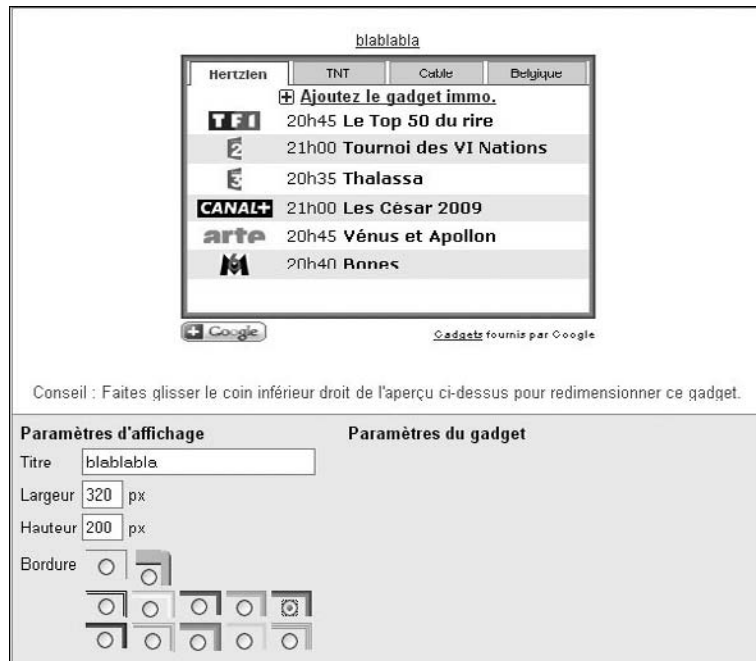 blablabla
Hertzien TNT Cable Belgique
Ajoutez le gadget immo.
TF1 20h45 Le Top 50 du rire
2 21h00 Tournoi des VI Nations
3 20h35 Thalassa
CANAL+ 21h00 Les César 2009
arte 20h45 Vénus et Apollon
M6 20h40 Bones
Google Gadgets fournis par Google
Conseil : Faites glisser le coin inférieur droit de l'aperçu ci-dessus pour redimensionner ce gadget.
Paramètres d'affichage Paramètres du gadget
Titre blablabla
Largeur 320 px
Hauteur 200 px
Bordure